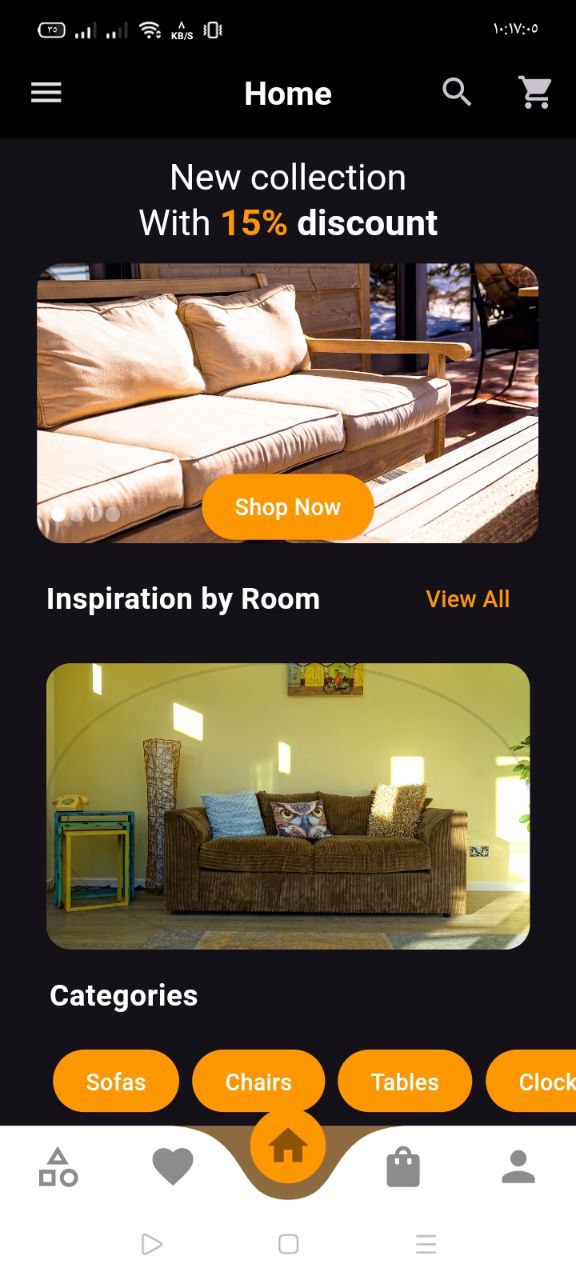 ٢٥
٨
KB/S
١٠:١٧:٠٥
Home
New collection
With 15% discount
Shop Now
Inspiration by Room
View All
Categories
Sofas
Chairs
Tables
Clock